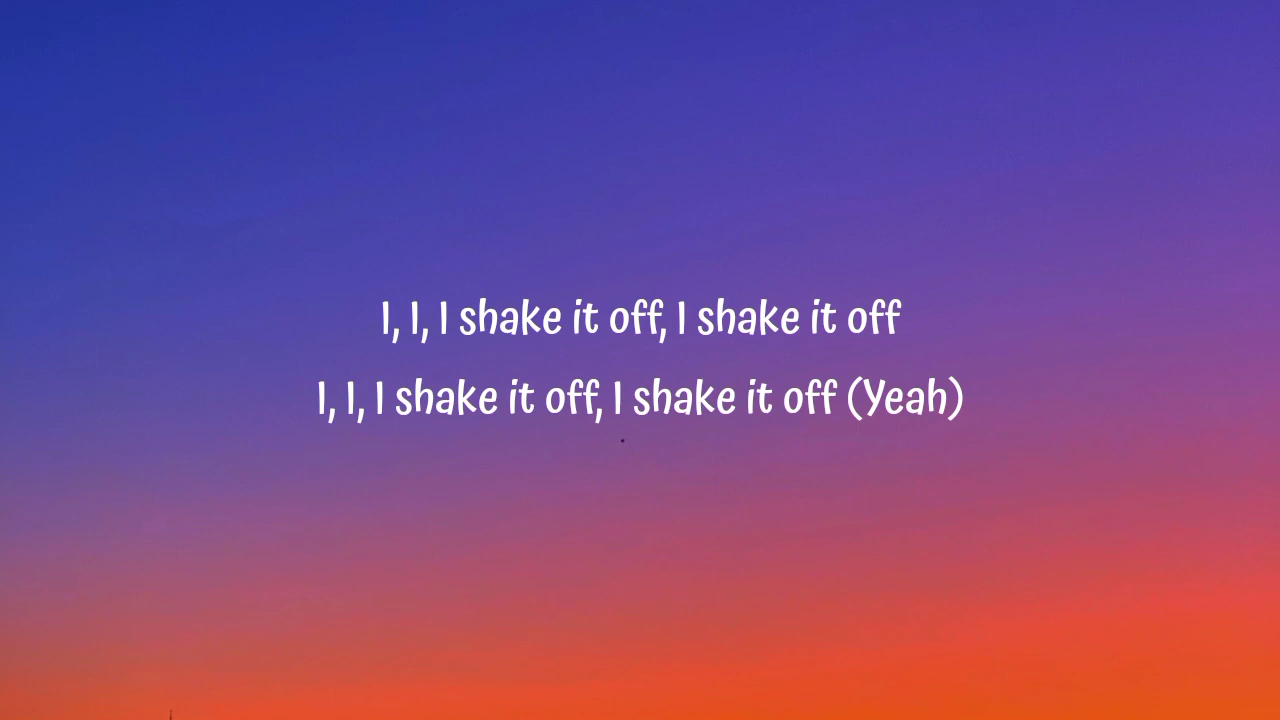 I, I, I shake it off, I shake it off
I, I, I shake it off, I shake it off (Yeah)